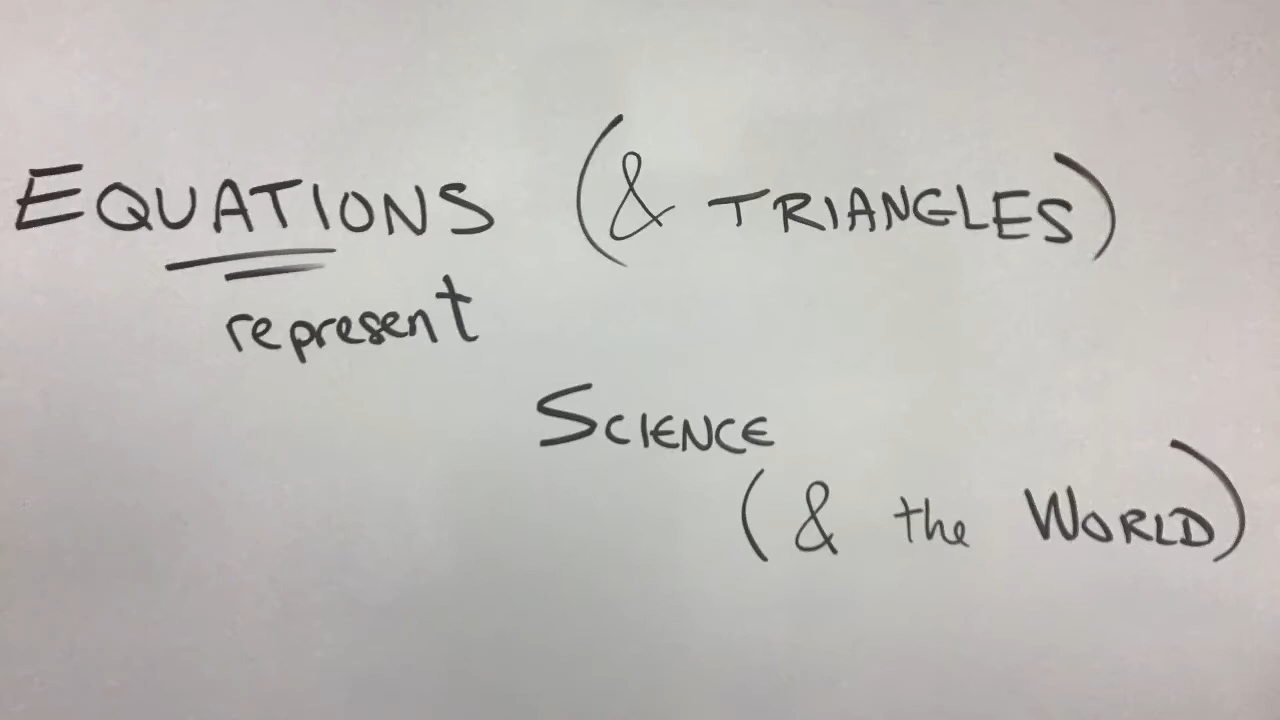 EQUATIONS (& TRIANGLES)
represent
SCIENCE
(& the WORLD)